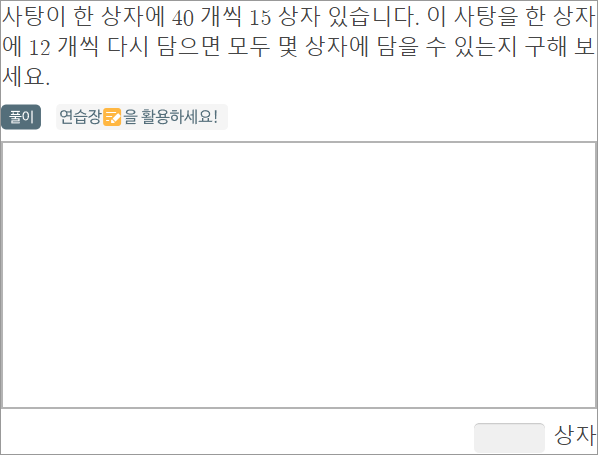 사탕이 한 상자에 40 개씩 15 상자 있습니다. 이 사탕을 한 상자
에 12 개씩 다시 담으면 모두 몇 상자에 담을 수 있는지 구해 보
세요.
풀이 연습장을 활용하세요!
상자